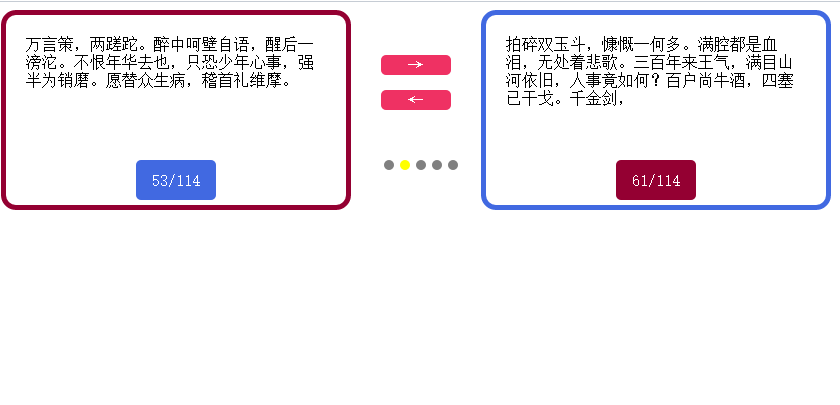 万言策，两蹉跎。醉中呵壁自语，醒后一
滂沱。不恨年华去也，只恐少年心事，强
半为销磨。愿替众生病，稽首礼维摩。
53/114
→
←
拍碎双玉斗，慷慨一何多。满腔都是血
泪，无处着悲歌。三百年来王气，满目山
河依旧，人事竟如何？百户尚牛酒，四塞
已干戈。千金剑，
61/114